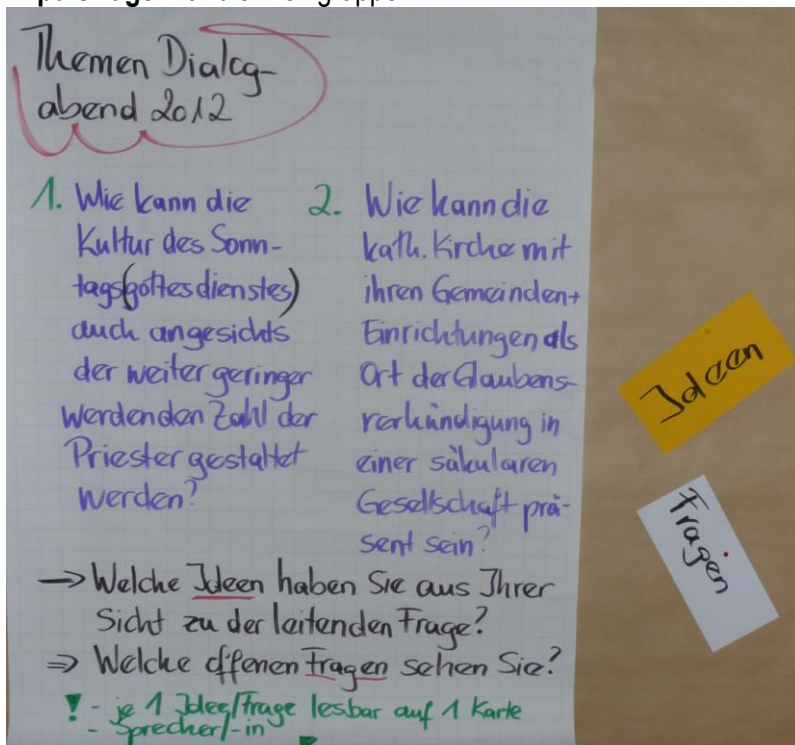 Themen Dialog-
abend 2012
1. Wie kann die
Kultur des Sonn-
tags(gottesdienstes)
auch angesichts
der weiter geringer
werdenden Zahl der
Priester gestaltet
werden?
2. Wie kann die
kath. Kirche mit
ihren Gemeinden +
Einrichtungen als
Ort der Glaubens-
verkündigung in
einer säkularen
Gesellschaft prä-
sent sein?
→ Welche Ideen haben Sie aus Ihrer
Sicht zu der leitenden Frage?
⇒ Welche offenen Fragen sehen Sie?
! - je 1 Idee/Frage lesbar auf 1 Karte
- Sprecher/-in
Ideen
Fragen